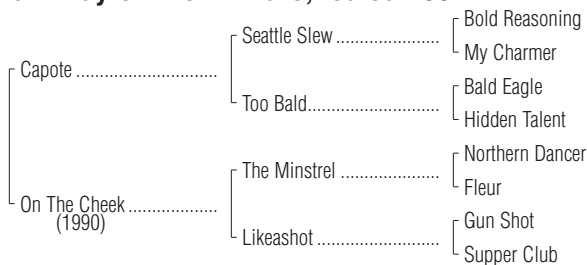 Bold Reasoning
Seattle Slew ........................
My Charmer
Capote .................................
Bald Eagle
Too Bald..............................
Hidden Talent
Northern Dancer
The Minstrel ......................
Fleur
On The Cheek .....................
(1990)
Gun Shot
Likeashot ............................
Supper Club